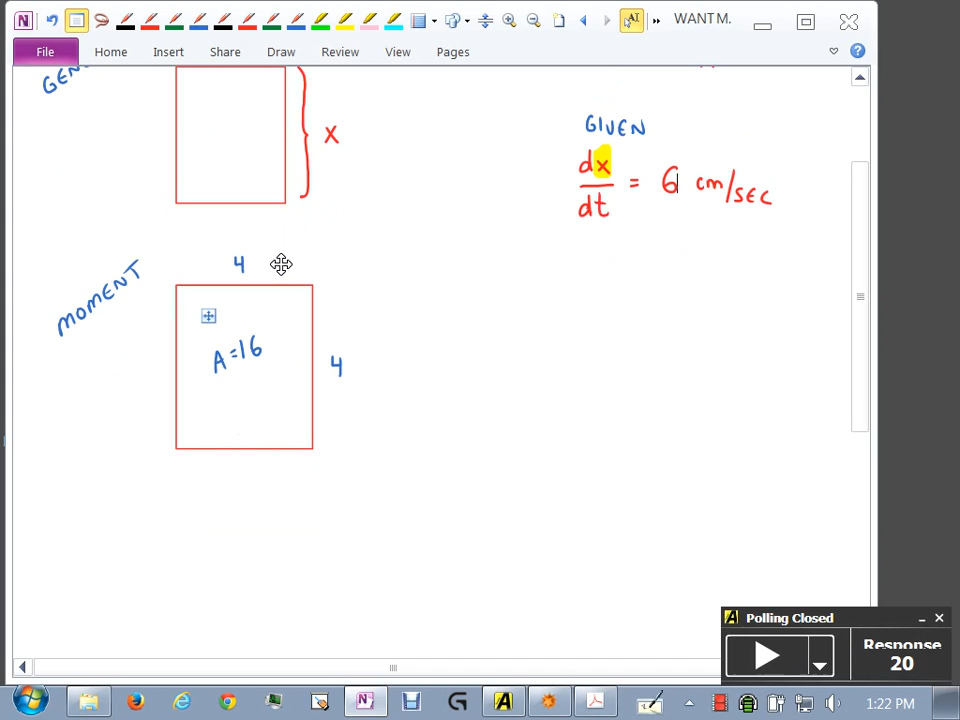 WANT M.
File Home Insert Share Draw Review View Pages
GEN
X
GIVEN
dx/dt = 6 cm/SEC
MOMENT
4
A=16
4
Polling Closed
Response
20
1:22 PM